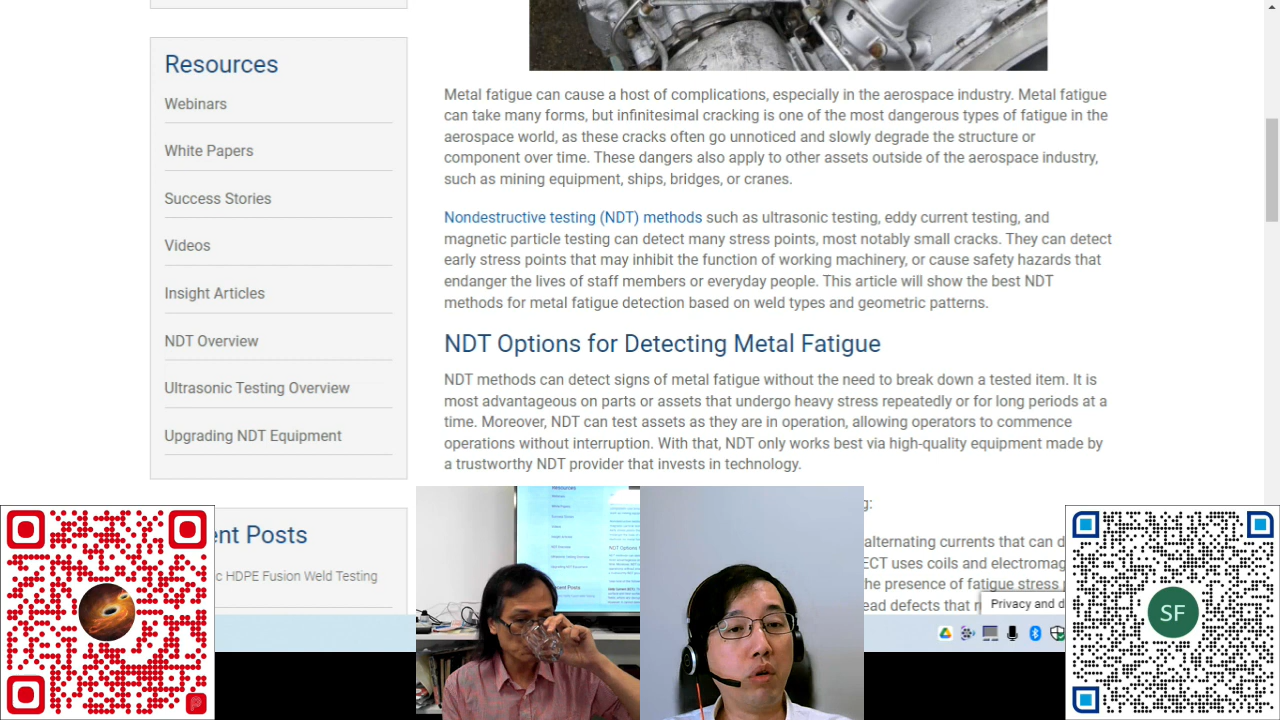 Resources
Webinars
White Papers
Success Stories
Videos
Insight Articles
NDT Overview
Ultrasonic Testing Overview
Upgrading NDT Equipment
ent Posts
c HDPE Fusion Weld Testing
Metal fatigue can cause a host of complications, especially in the aerospace industry. Metal fatigue
can take many forms, but infinitesimal cracking is one of the most dangerous types of fatigue in the
aerospace world, as these cracks often go unnoticed and slowly degrade the structure or
component over time. These dangers also apply to other assets outside of the aerospace industry,
such as mining equipment, ships, bridges, or cranes.
Nondestructive testing (NDT) methods such as ultrasonic testing, eddy current testing, and
magnetic particle testing can detect many stress points, most notably small cracks. They can detect
early stress points that may inhibit the function of working machinery, or cause safety hazards that
endanger the lives of staff members or everyday people. This article will show the best NDT
methods for metal fatigue detection based on weld types and geometric patterns.
NDT Options for Detecting Metal Fatigue
NDT methods can detect signs of metal fatigue without the need to break down a tested item. It is
most advantageous on parts or assets that undergo heavy stress repeatedly or for long periods at a
time. Moreover, NDT can test assets as they are in operation, allowing operators to commence
operations without interruption. With that, NDT only works best via high-quality equipment made by
a trustworthy NDT provider that invests in technology.
g:
alternating currents that can d
ECT uses coils and electromag
the presence of fatigue stres
ead defects that
Privacy and d
SF